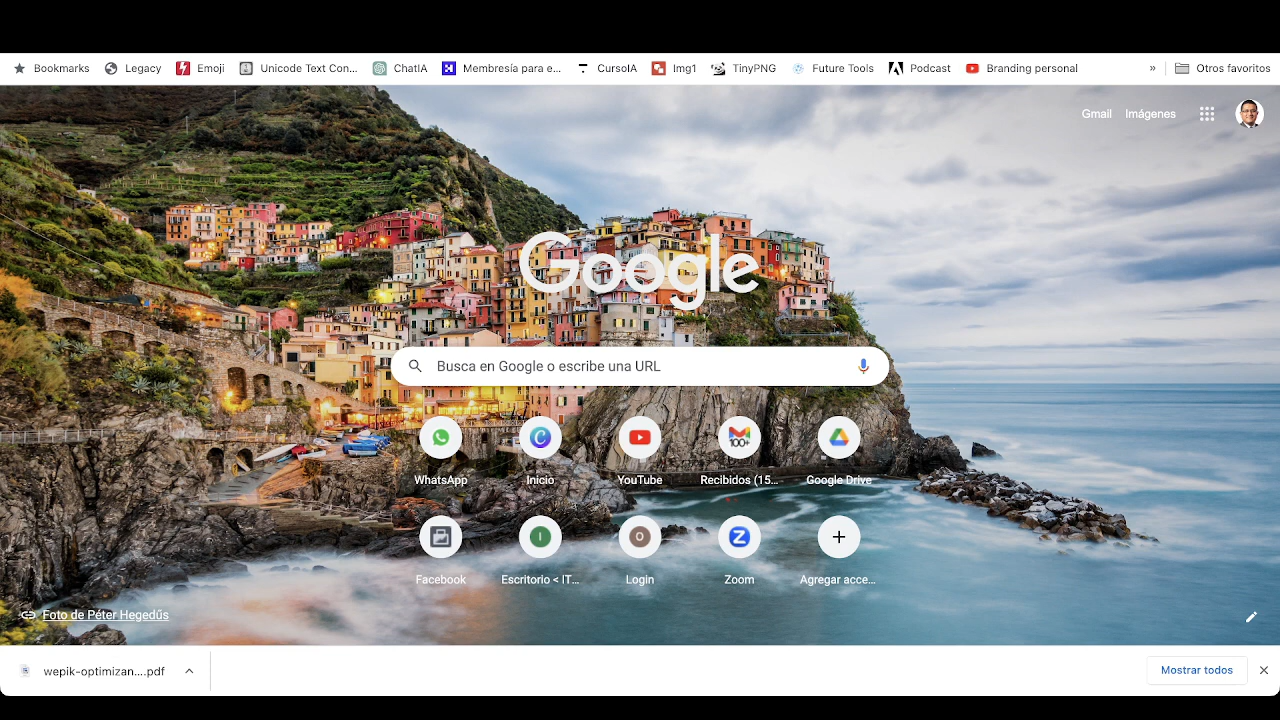 Bookmarks Legacy Emoji Unicode Text Con... ChatIA Membresía para e... CursoIA Img1 TinyPNG Future Tools Podcast Branding personal » Otros favoritos
Gmail Imágenes
Google
Busca en Google o escribe una URL
100+
WhatsApp Inicio YouTube Recibidos (15... Google Drive
I O
Facebook Escritorio < IT... Login Zoom Agregar acce...
Foto de Péter Hegedűs
wepik-optimizan....pdf Mostrar todos